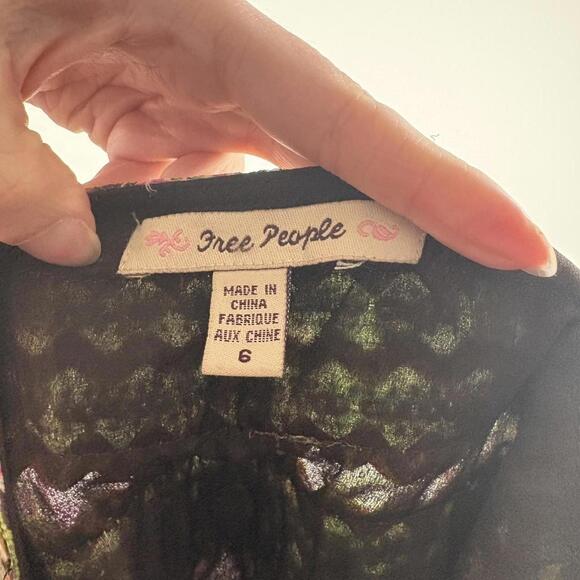 Free People
MADE IN
CHINA
FABRIQUE
AUX CHINE
6